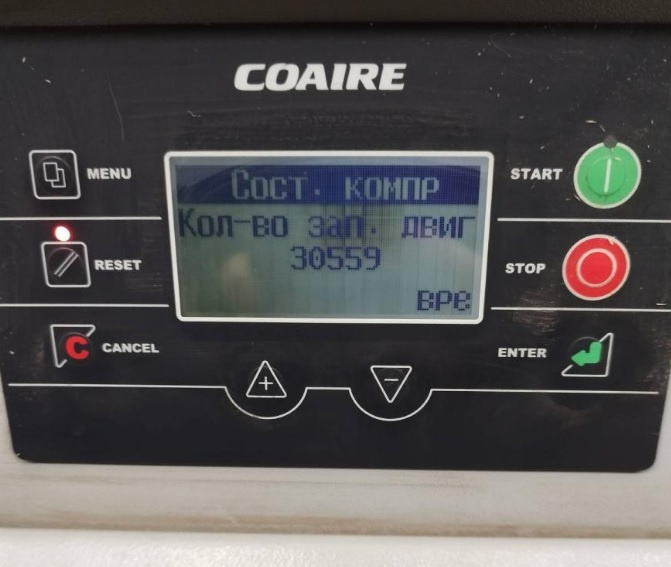 COAIRE
MENU
RESET
C CANCEL
Сост. компр
Кол-во зап. двиг
30559
вре
START
STOP
ENTER
+
−